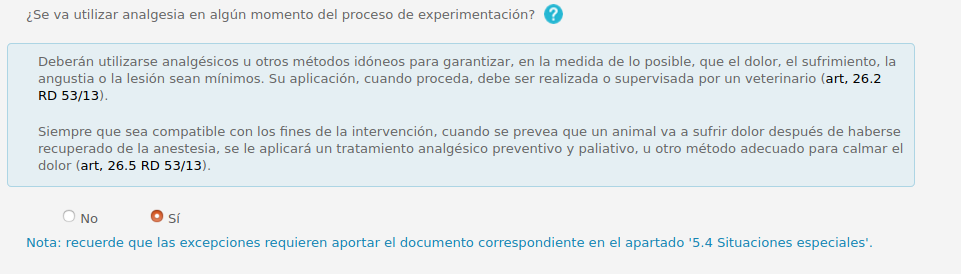 ¿Se va utilizar analgesia en algún momento del proceso de experimentación? ?
Deberán utilizarse analgésicos u otros métodos idóneos para garantizar, en la medida de lo posible, que el dolor, el sufrimiento, la
angustia o la lesión sean mínimos. Su aplicación, cuando proceda, debe ser realizada o supervisada por un veterinario (art, 26.2
RD 53/13).
Siempre que sea compatible con los fines de la intervención, cuando se prevea que un animal va a sufrir dolor después de haberse
recuperado de la anestesia, se le aplicará un tratamiento analgésico preventivo y paliativo, u otro método adecuado para calmar el
dolor (art, 26.5 RD 53/13).
No Sí
Nota: recuerde que las excepciones requieren aportar el documento correspondiente en el apartado '5.4 Situaciones especiales'.